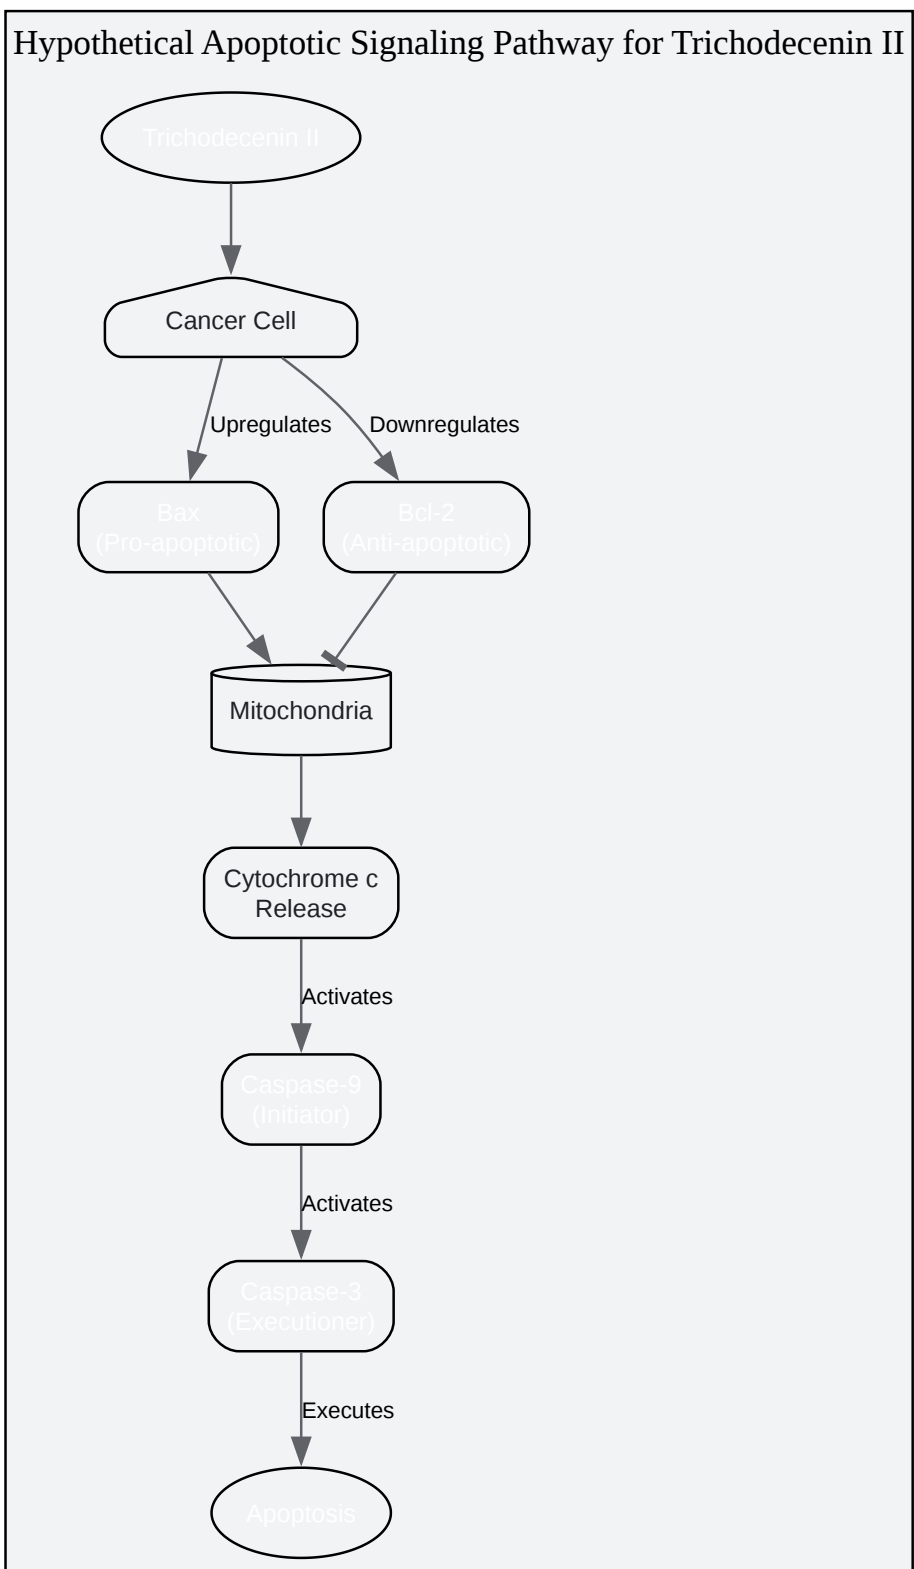 Hypothetical Apoptotic Signaling Pathway for Trichodecenin II
Trichodecenin II
Cancer Cell
Upregulates
Downregulates
Bax
(Pro-apoptotic)
Bcl-2
(Anti-apoptotic)
Mitochondria
Cytochrome c
Release
Activates
Caspase-9
(Initiator)
Activates
Caspase-3
(Executioner)
Executes
Apoptosis